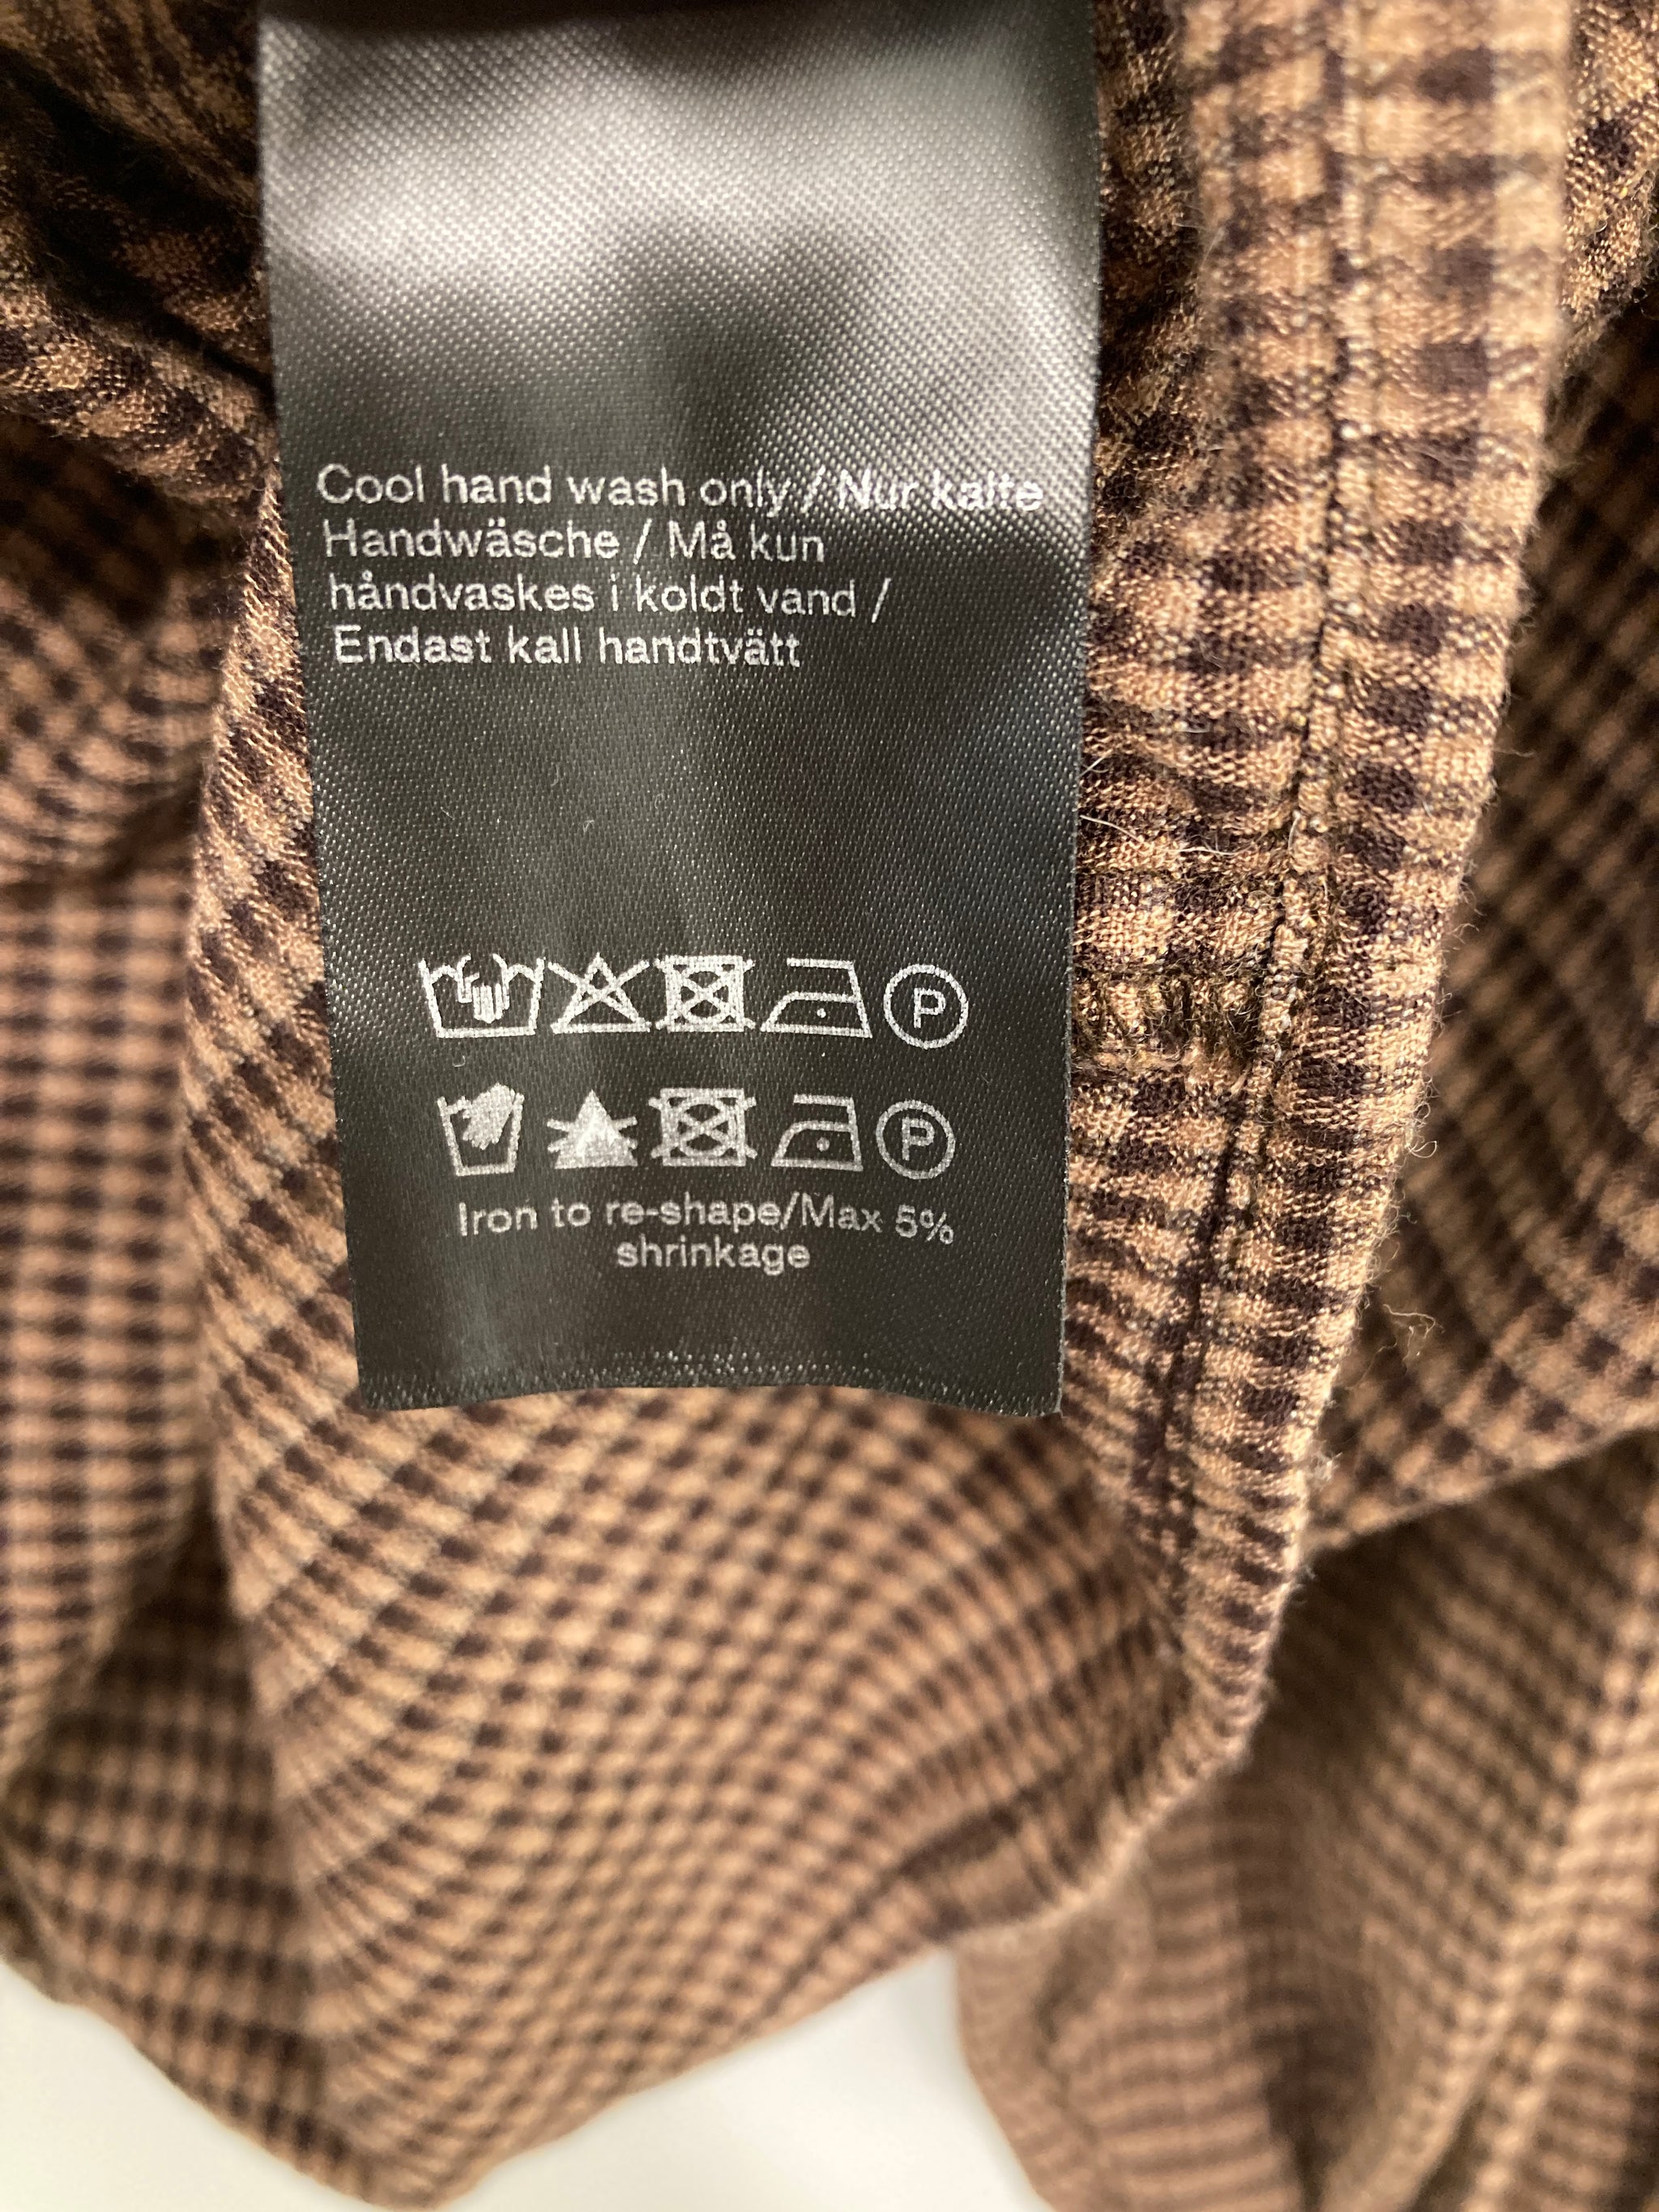 Cool hand wash only / Nur kalte
Handwäsche / Må kun
håndvaskes i koldt vand /
Endast kall handtvätt
P
P
Iron to re-shape/Max 5%
shrinkage